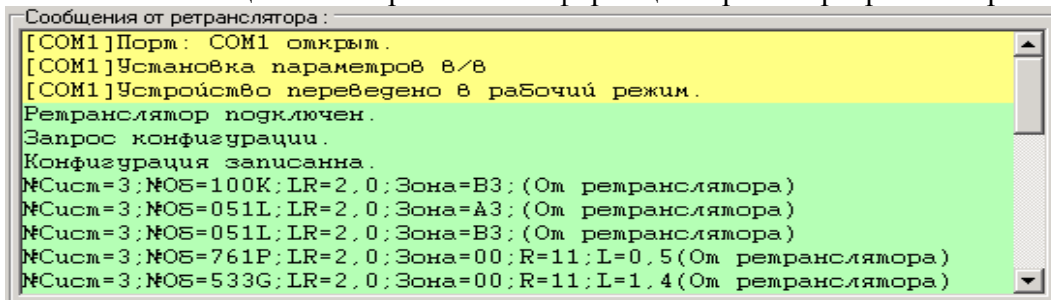 Сообщения от ретранслятора :
[COM1]Порт: COM1 открыт.
[COM1]Установка параметров в/в
[COM1]Устройство переведено в рабочий режим.
Ретранслятор подключен.
Запрос конфигурации.
Конфигурация записанна.
№Сист=3;№Об=100K;LR=2,0;Зона=B3;(От ретранслятора)
№Сист=3;№Об=051L;LR=2,0;Зона=A3;(От ретранслятора)
№Сист=3;№Об=051L;LR=2,0;Зона=B3;(От ретранслятора)
№Сист=3;№Об=761P;LR=2,0;Зона=00;R=11;L=0,5(От ретранслятора)
№Сист=3;№Об=533G;LR=2,0;Зона=00;R=11;L=1,4(От ретранслятора)